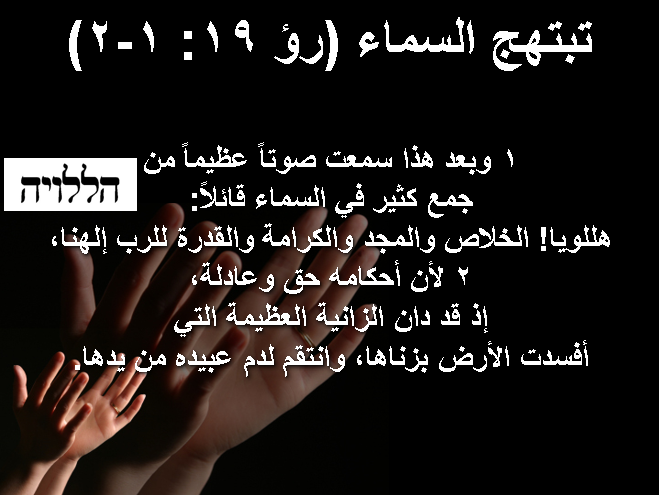 تبتهج السماء (رؤ ١٩: ١-٢)
١ وبعد هذا سمعت صوتاً عظيماً من
جمع كثير في السماء قائلاً:
הללויה
هللويا! الخلاص والمجد والكرامة والقدرة للرب إلهنا،
٢ لأن أحكامه حق وعادلة،
إذ قد دان الزانية العظيمة التي
أفسدت الأرض بزناها، وانتقم لدم عبيده من يدها.